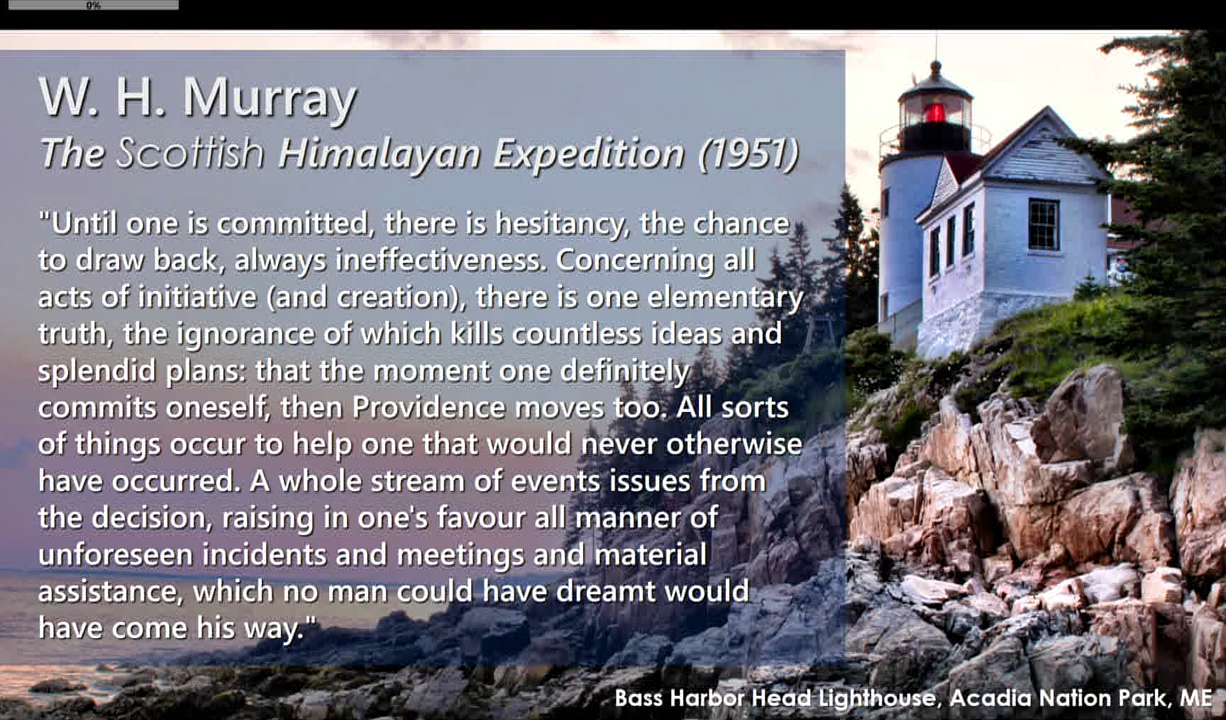 0%
W. H. Murray
The Scottish Himalayan Expedition (1951)
"Until one is committed, there is hesitancy, the chance
to draw back, always ineffectiveness. Concerning all
acts of initiative (and creation), there is one elementary
truth, the ignorance of which kills countless ideas and
splendid plans: that the moment one definitely
commits oneself, then Providence moves too. All sorts
of things occur to help one that would never otherwise
have occurred. A whole stream of events issues from
the decision, raising in one's favour all manner of
unforeseen incidents and meetings and material
assistance, which no man could have dreamt would
have come his way."
Bass Harbor Head Lighthouse, Acadia Nation Park, ME